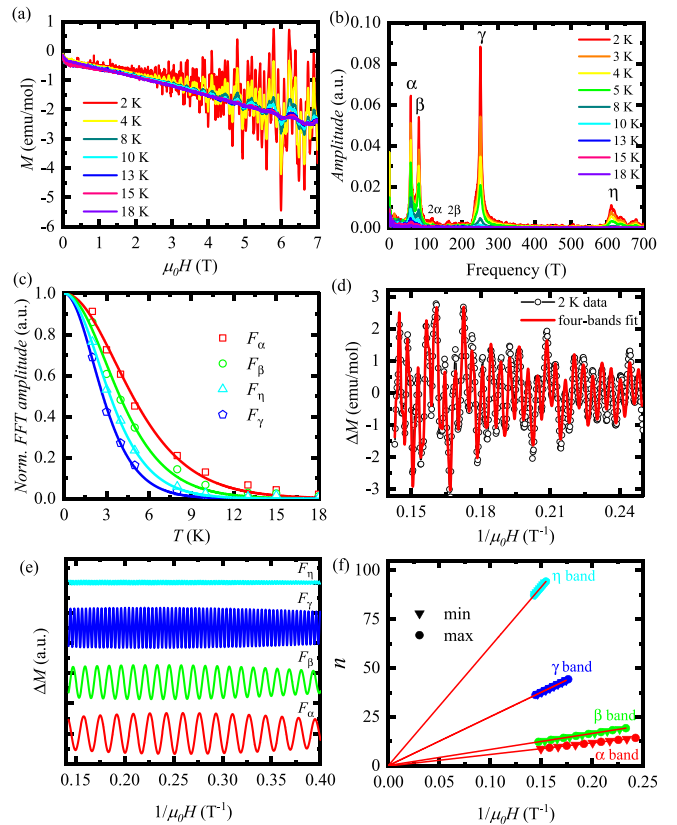 (a)
1
0
-1
-2
-3
-4
-5
-6
M (emu/mol)
2 K
4 K
8 K
10 K
13 K
15 K
18 K
0 1 2 3 4 5 6 7
μ₀H (T)
(b)
0.10
0.08
0.06
0.04
0.02
0.00
Amplitude (a.u.)
α
β
2α
2β
γ
η
2 K
3 K
4 K
5 K
8 K
10 K
13 K
15 K
18 K
0 100 200 300 400 500 600 700
Frequency (T)
(c)
1.0
0.8
0.6
0.4
0.2
0.0
Norm. FFT amplitude (a.u.)
Fα
Fβ
Fη
Fγ
0 3 6 9 12 15 18
T (K)
(d)
3
2
1
0
-1
-2
-3
ΔM (emu/mol)
2 K data
four-bands fit
0.15 0.18 0.21 0.24
1/μ₀H (T⁻¹)
(e)
ΔM (a.u.)
Fη
Fγ
Fβ
Fα
0.15 0.20 0.25 0.30 0.35 0.40
1/μ₀H (T⁻¹)
(f)
100
75
50
25
0
n
min
max
η band
γ band
β band
α band
0.00 0.05 0.10 0.15 0.20 0.25
1/μ₀H (T⁻¹)